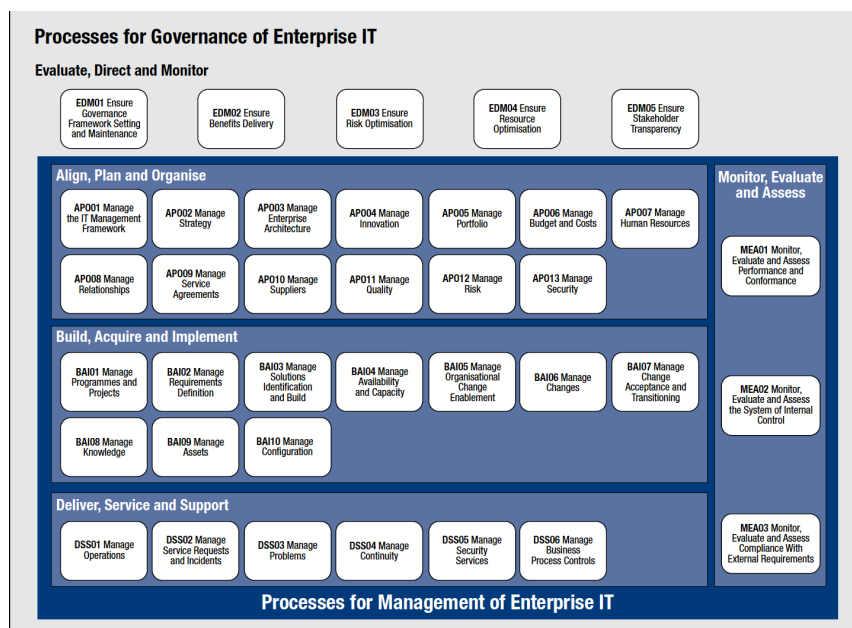 Processes for Governance of Enterprise IT
Evaluate, Direct and Monitor
EDM01 Ensure
Governance
Framework Setting
and Maintenance
EDM02 Ensure
Benefits Delivery
EDM03 Ensure
Risk Optimisation
EDM04 Ensure
Resource
Optimisation
EDM05 Ensure
Stakeholder
Transparency
Align, Plan and Organise
APO01 Manage
the IT Management
Framework
APO02 Manage
Strategy
APO03 Manage
Enterprise
Architecture
APO04 Manage
Innovation
APO05 Manage
Portfolio
APO06 Manage
Budget and Costs
APO07 Manage
Human Resources
APO08 Manage
Relationships
APO09 Manage
Service
Agreements
APO10 Manage
Suppliers
APO11 Manage
Quality
APO12 Manage
Risk
APO13 Manage
Security
Build, Acquire and Implement
BAI01 Manage
Programmes and
Projects
BAI02 Manage
Requirements
Definition
BAI03 Manage
Solutions
Identification
and Build
BAI04 Manage
Availability
and Capacity
BAI05 Manage
Organisational
Change
Enablement
BAI06 Manage
Changes
BAI07 Manage
Change
Acceptance and
Transitioning
BAI08 Manage
Knowledge
BAI09 Manage
Assets
BAI10 Manage
Configuration
Deliver, Service and Support
DSS01 Manage
Operations
DSS02 Manage
Service Requests
and Incidents
DSS03 Manage
Problems
DSS04 Manage
Continuity
DSS05 Manage
Security
Services
DSS06 Manage
Business
Process Controls
Monitor, Evaluate
and Assess
MEA01 Monitor,
Evaluate and Assess
Performance and
Conformance
MEA02 Monitor,
Evaluate and Assess
the System of Internal
Control
MEA03 Monitor,
Evaluate and Assess
Compliance With
External Requirements
Processes for Management of Enterprise IT